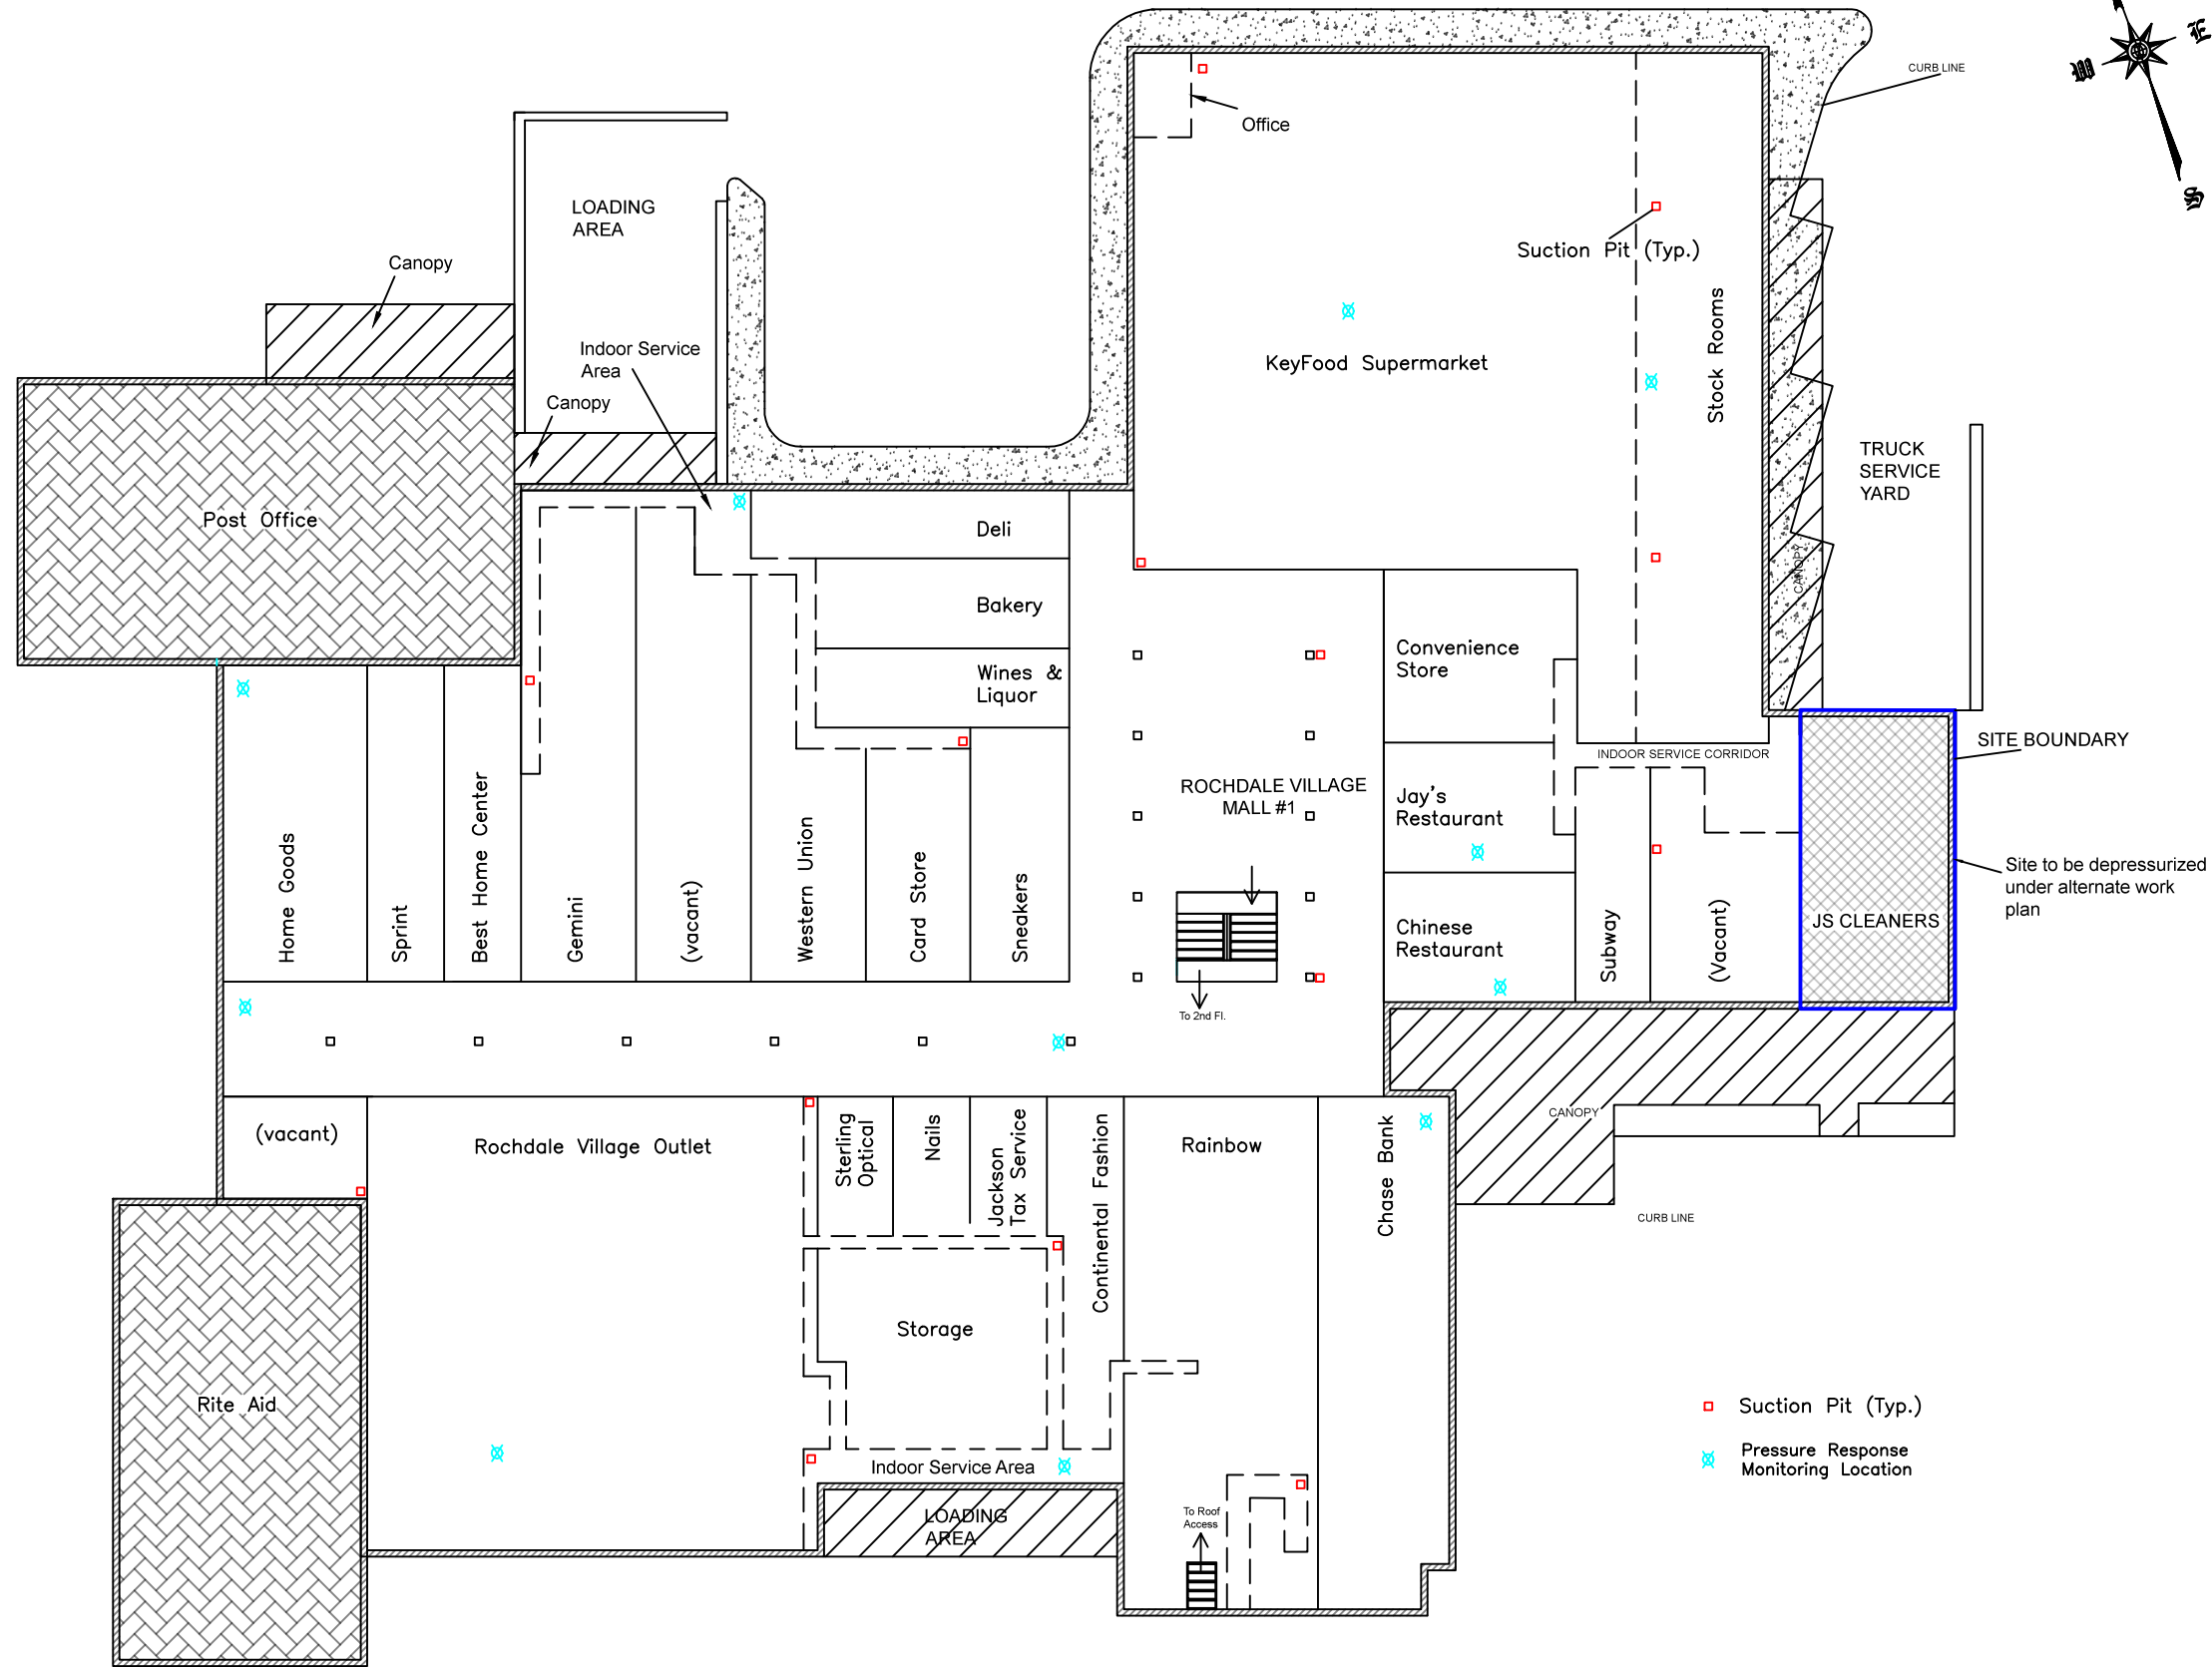 E
W
S
CURB LINE
Office
LOADING
AREA
Suction Pit (Typ.)
Canopy
Indoor Service
Area
KeyFood Supermarket
Stock Rooms
Canopy
TRUCK
SERVICE
YARD
Post Office
Deli
CANOPY
Bakery
Convenience
Store
Wines &
Liquor
SITE BOUNDARY
INDOOR SERVICE CORRIDOR
ROCHDALE VILLAGE
MALL #1
Jay's
Restaurant
Home Goods
Sprint
Best Home Center
Gemini
(vacant)
Western Union
Card Store
Sneakers
Chinese
Restaurant
Subway
(Vacant)
JS CLEANERS
Site to be depressurized
under alternate work
plan
To 2nd Fl.
CANOPY
(vacant)
Rochdale Village Outlet
Sterling
Optical
Nails
Jackson
Tax Service
Continental Fashion
Rainbow
Chase Bank
CURB LINE
Storage
Rite Aid
Suction Pit (Typ.)
Pressure Response
Monitoring Location
Indoor Service Area
LOADING
AREA
To Roof
Access